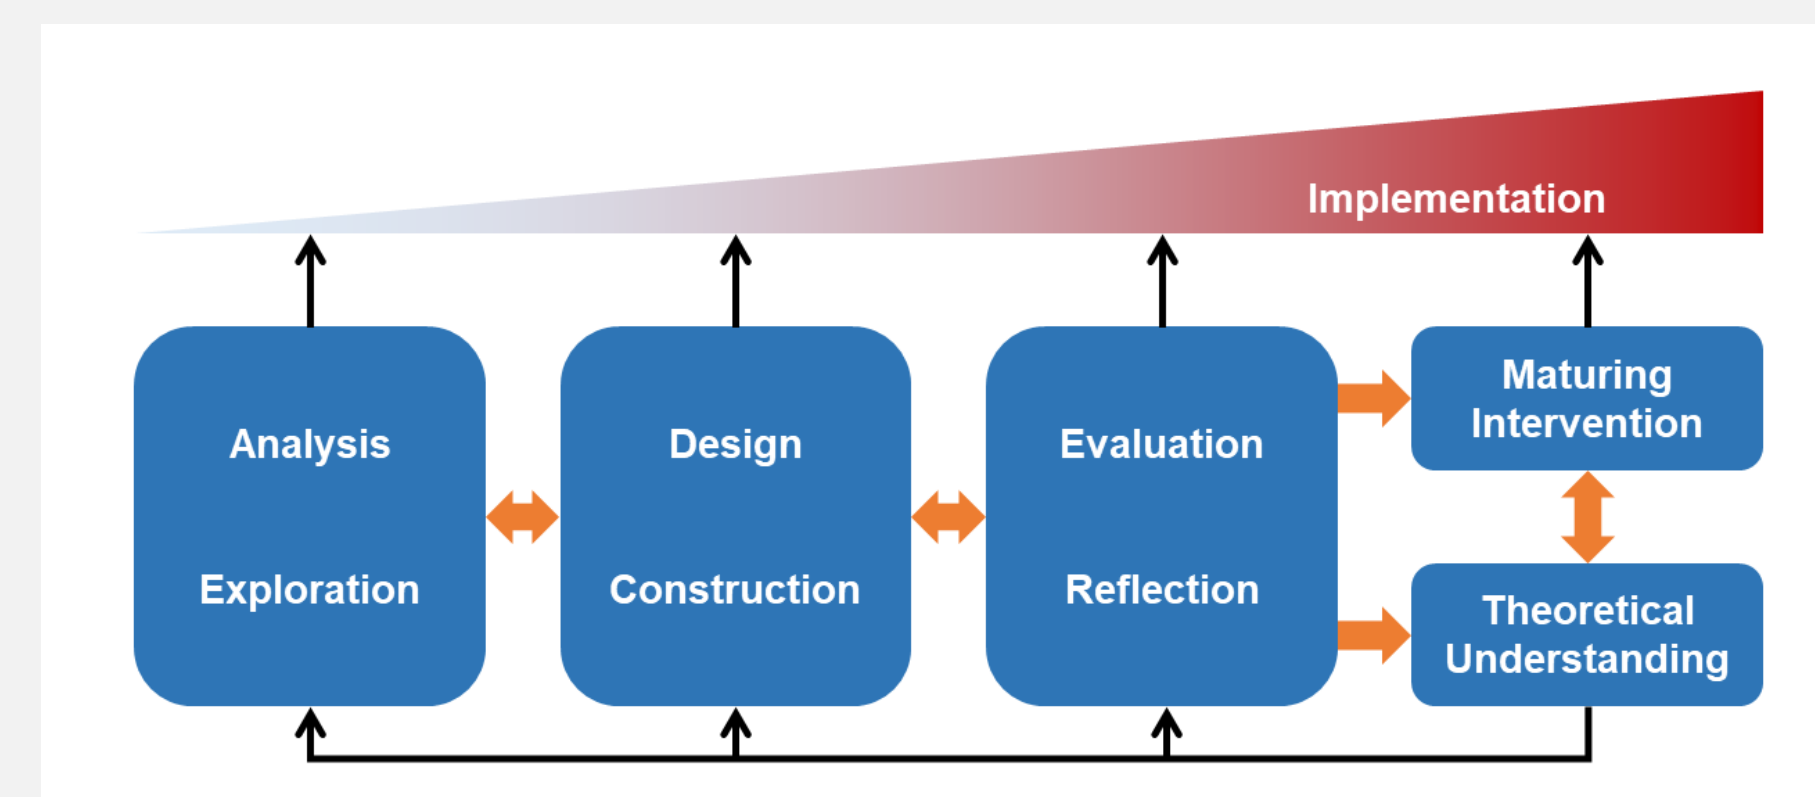 Implementation
Analysis
Exploration
Design
Construction
Evaluation
Reflection
Maturing
Intervention
Theoretical
Understanding